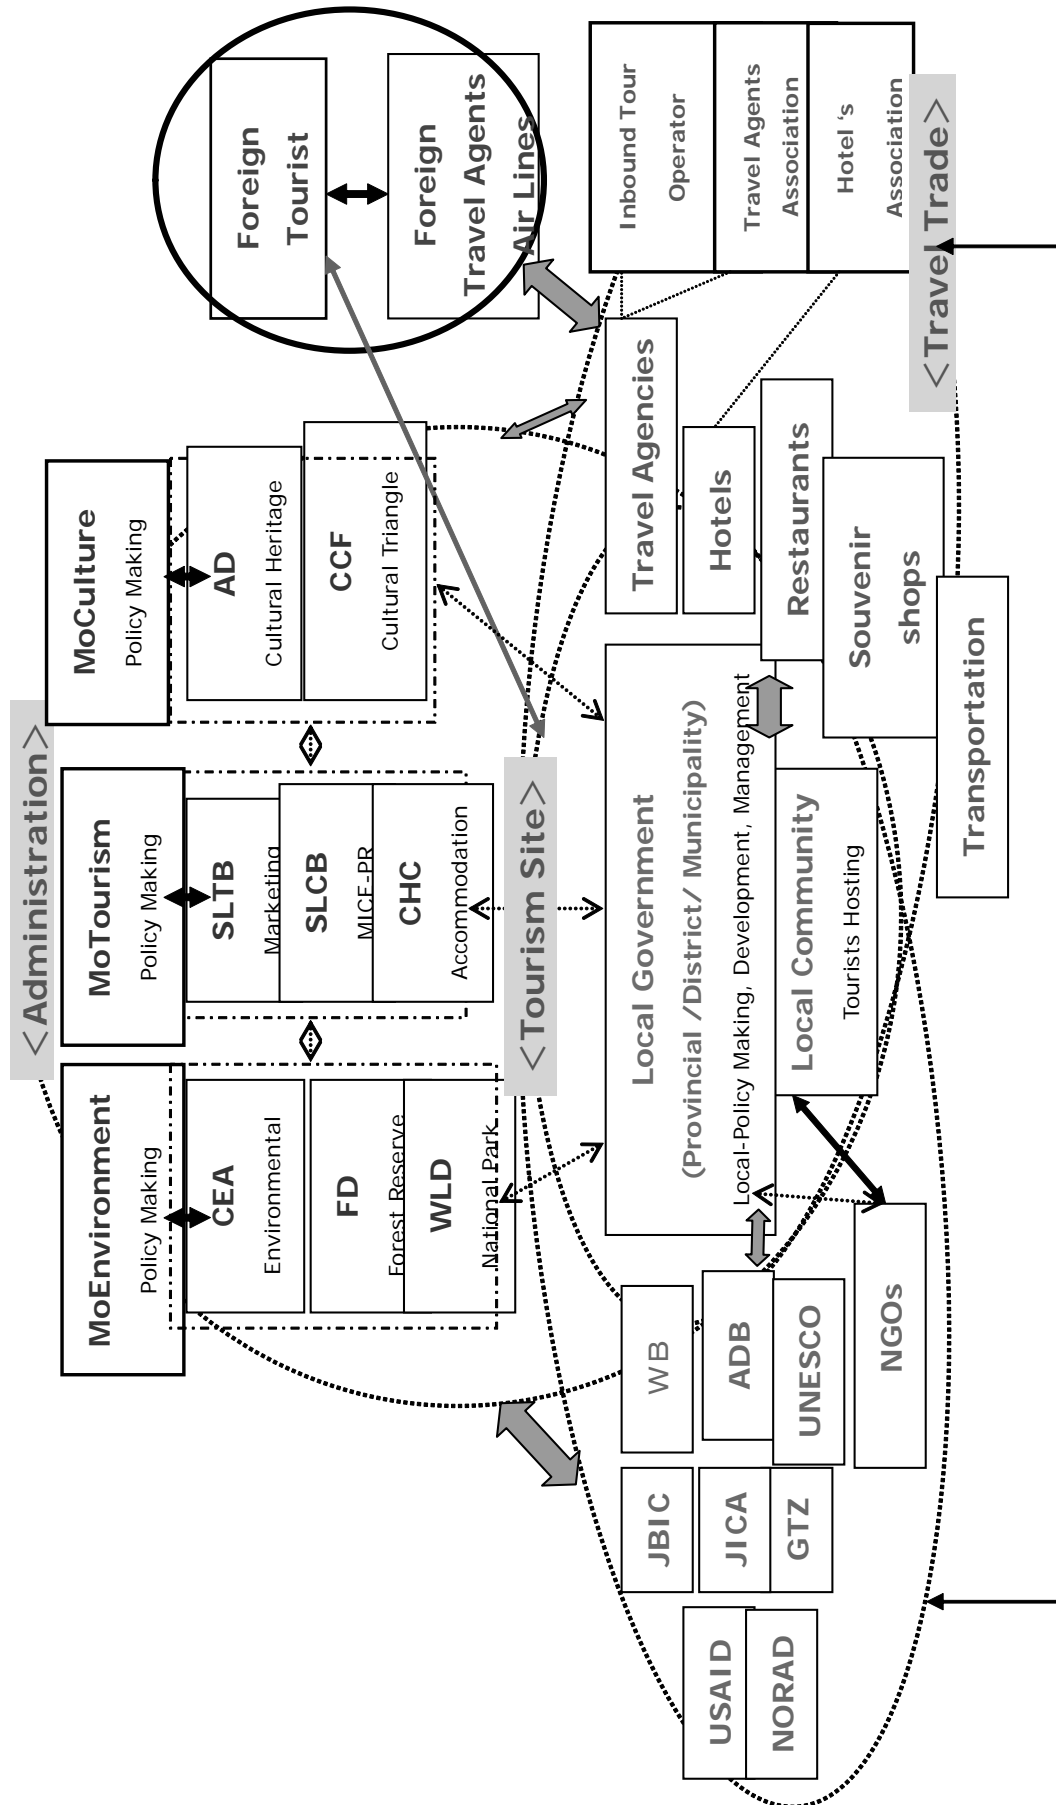 <Administration>
MoEnvironment
Policy Making
CEA
Environmental
FD
Forest Reserve
WLD
National Park
MoTourism
Policy Making
SLTB
Marketing
SLCB
MICE-PR
CHC
Accommodation
MoCulture
Policy Making
AD
Cultural Heritage
CCF
Cultural Triangle
Foreign
Tourist
Foreign
Travel Agents
Air Lines
<Tourism Site>
Local Government
(Provincial /District/ Municipality)
Local-Policy Making, Development, Management
Local Community
Tourists Hosting
USAID
NORAD
JBIC
JICA
GTZ
WB
ADB
UNESCO
NGOs
Travel Agencies
Hotels
Restaurants
Souvenir
shops
Transportation
Inbound Tour
Operator
Travel Agents
Association
Hotel ‘s
Association
<Travel Trade>